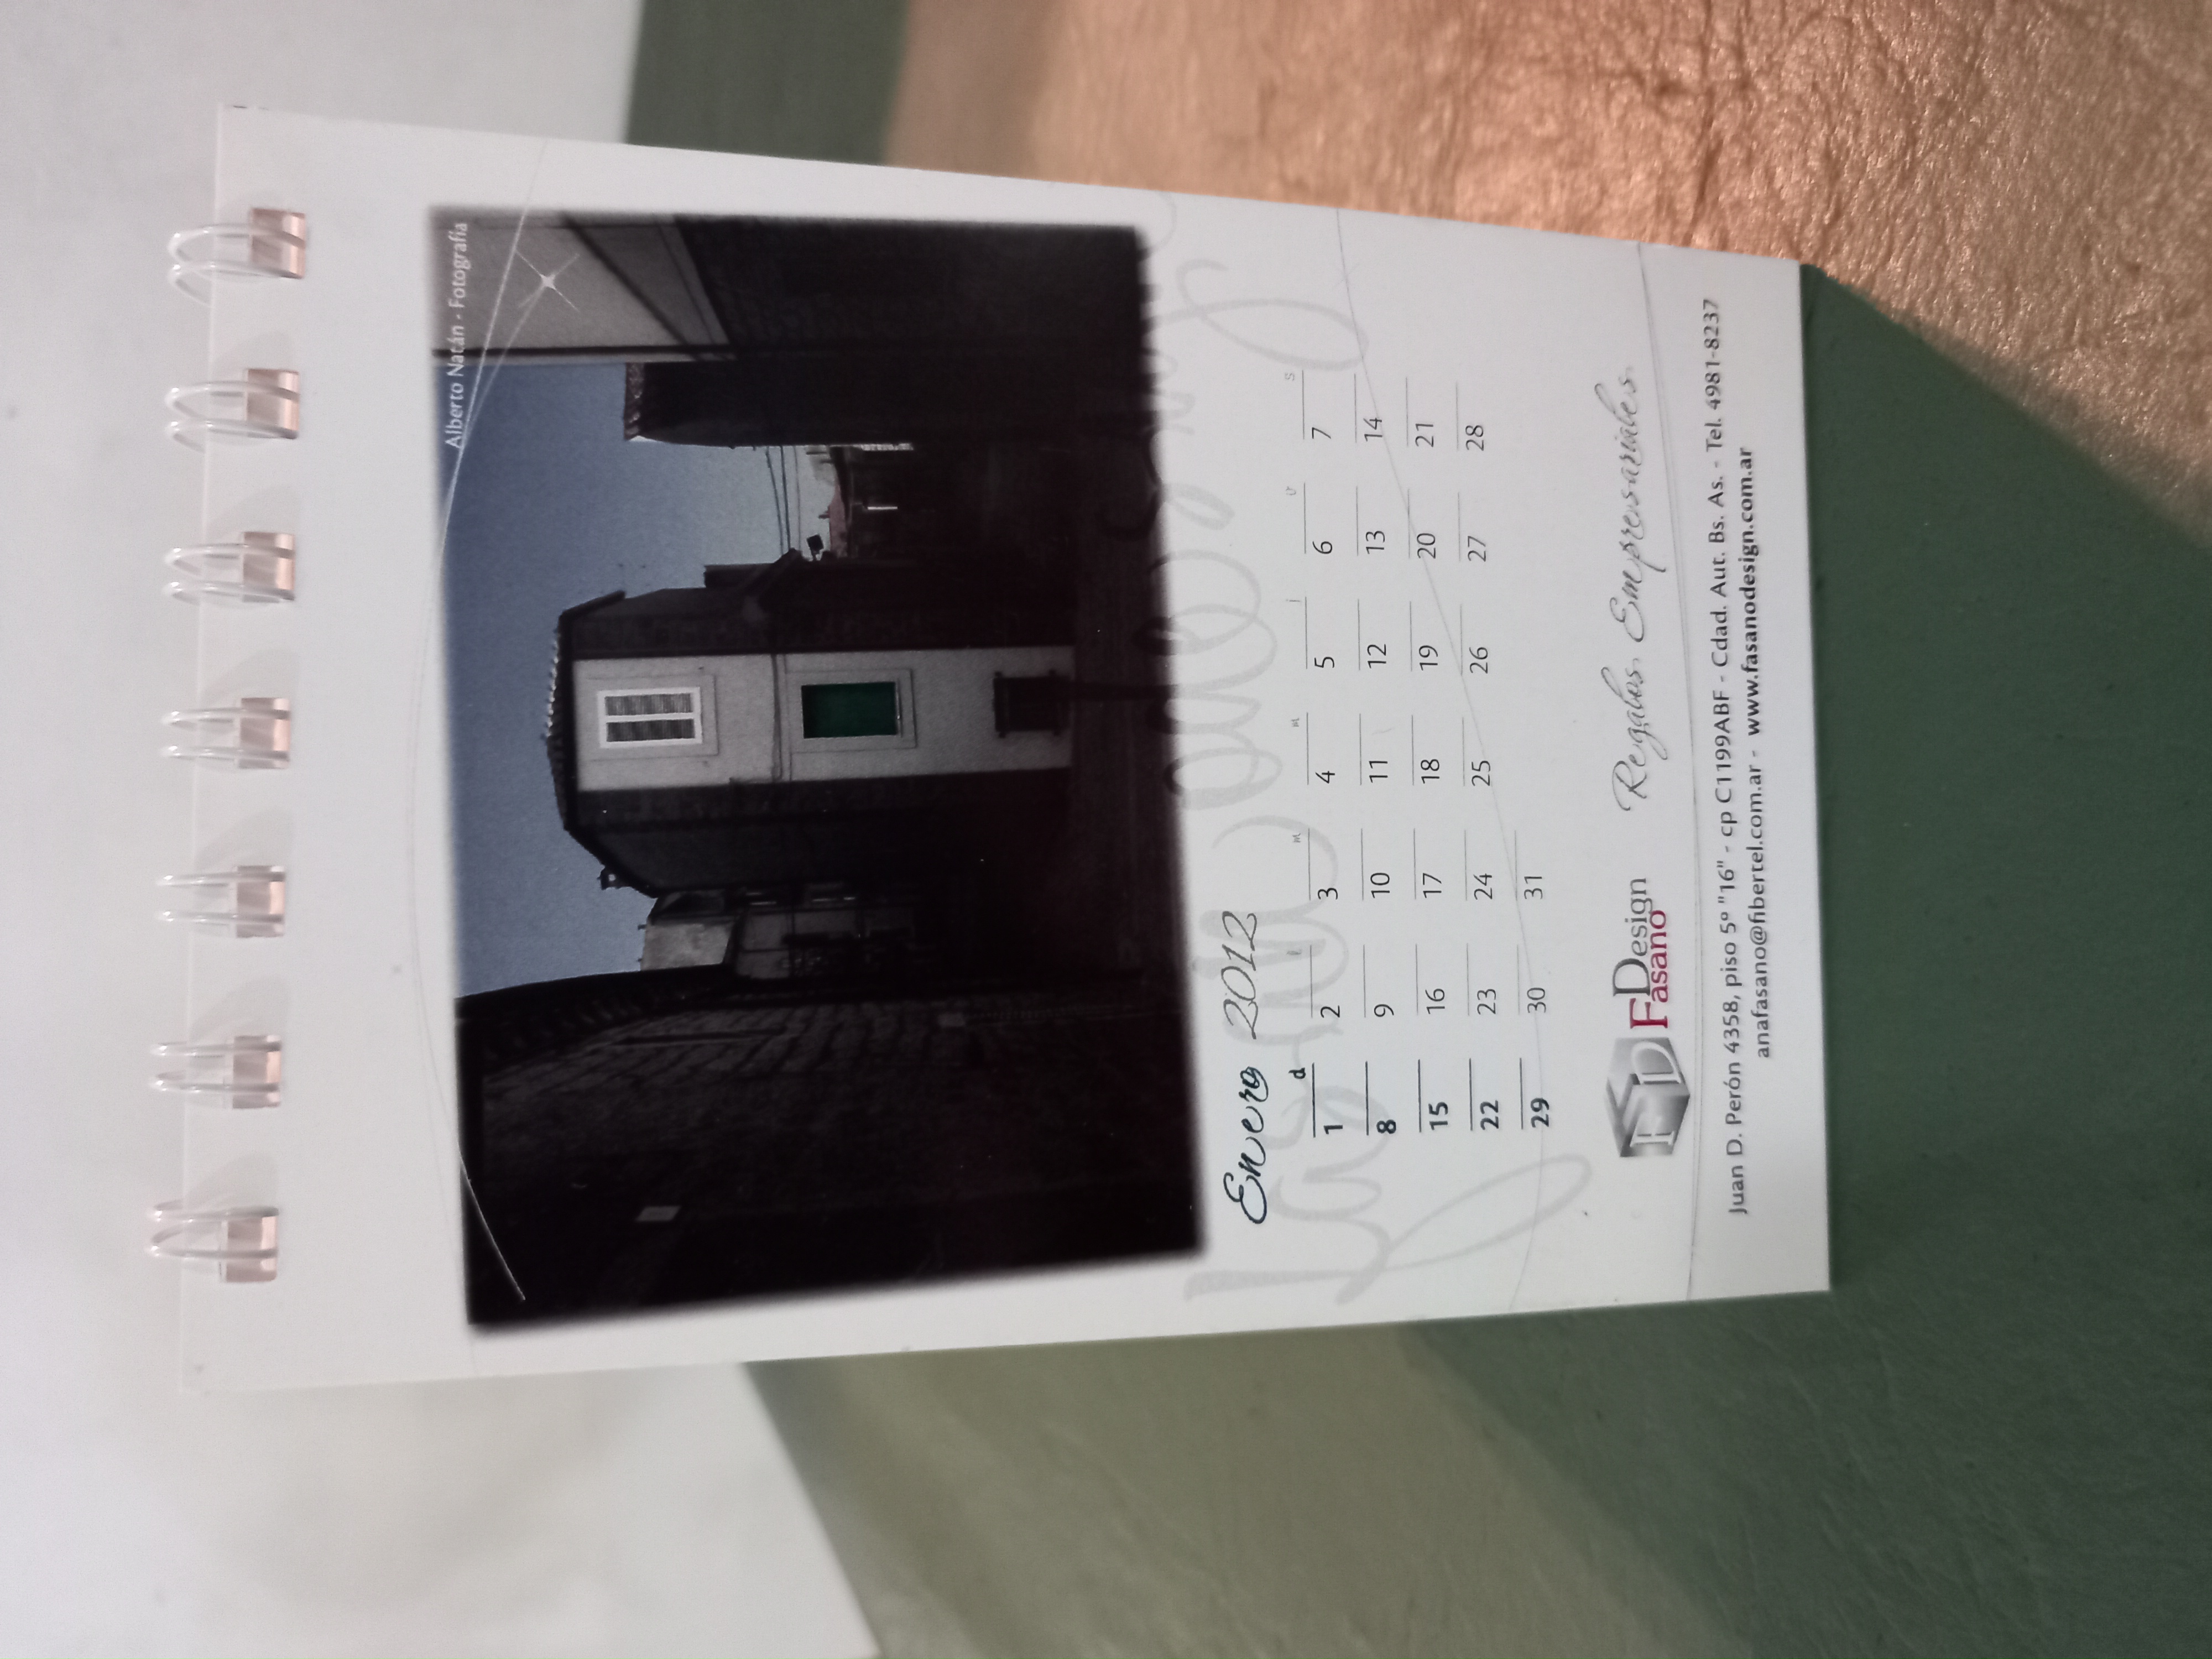 Alberto Natán - Fotografía
Enero 2012
d l m m j v s
1 2 3 4 5 6 7
8 9 10 11 12 13 14
15 16 17 18 19 20 21
22 23 24 25 26 27 28
29 30 31
FD Design Fasano
Regalos Empresariales
Juan D. Perón 4358, piso 5º "16" - cp C1199ABF - Cdad. Aut. Bs. As. - Tel. 4981-8237
anafasano@fibertel.com.ar - www.fasanodesign.com.ar